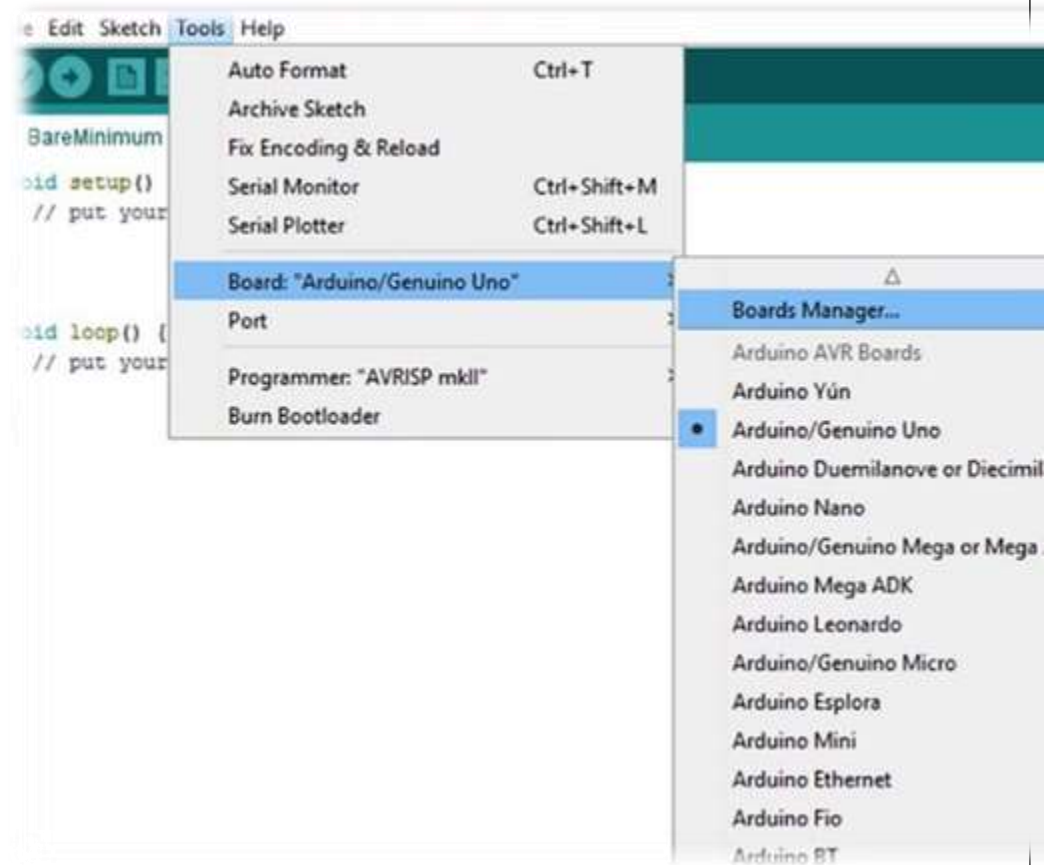 e Edit Sketch Tools Help
Auto Format Ctrl+T
Archive Sketch
BareMinimum
Fix Encoding & Reload
oid setup()
Serial Monitor Ctrl+Shift+M
// put your
Serial Plotter Ctrl+Shift+L
Board: "Arduino/Genuino Uno"
Port
oid loop() {
// put your
Programmer: "AVRISP mkII"
Burn Bootloader
Boards Manager...
Arduino AVR Boards
Arduino Yún
Arduino/Genuino Uno
Arduino Duemilanove or Diecimil
Arduino Nano
Arduino/Genuino Mega or Mega
Arduino Mega ADK
Arduino Leonardo
Arduino/Genuino Micro
Arduino Esplora
Arduino Mini
Arduino Ethernet
Arduino Fio
Arduino BT